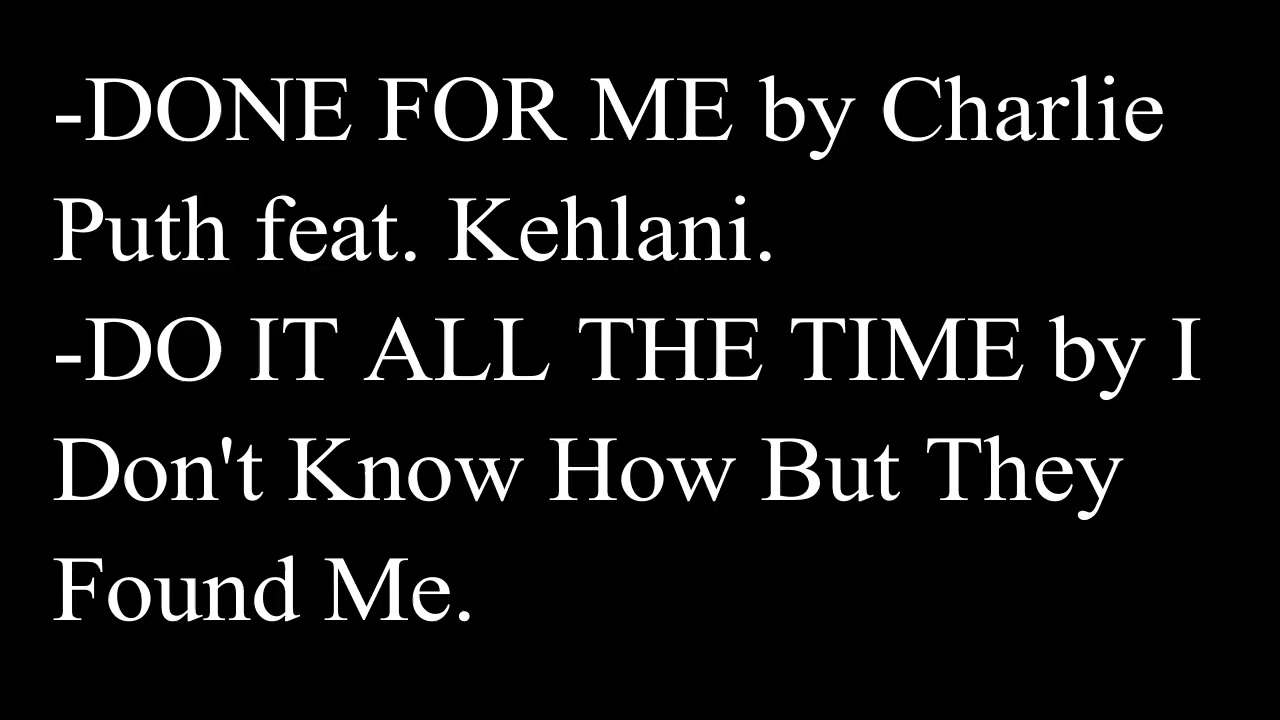 -DONE FOR ME by Charlie
Puth feat. Kehlani.
-DO IT ALL THE TIME by I
Don't Know How But They
Found Me.